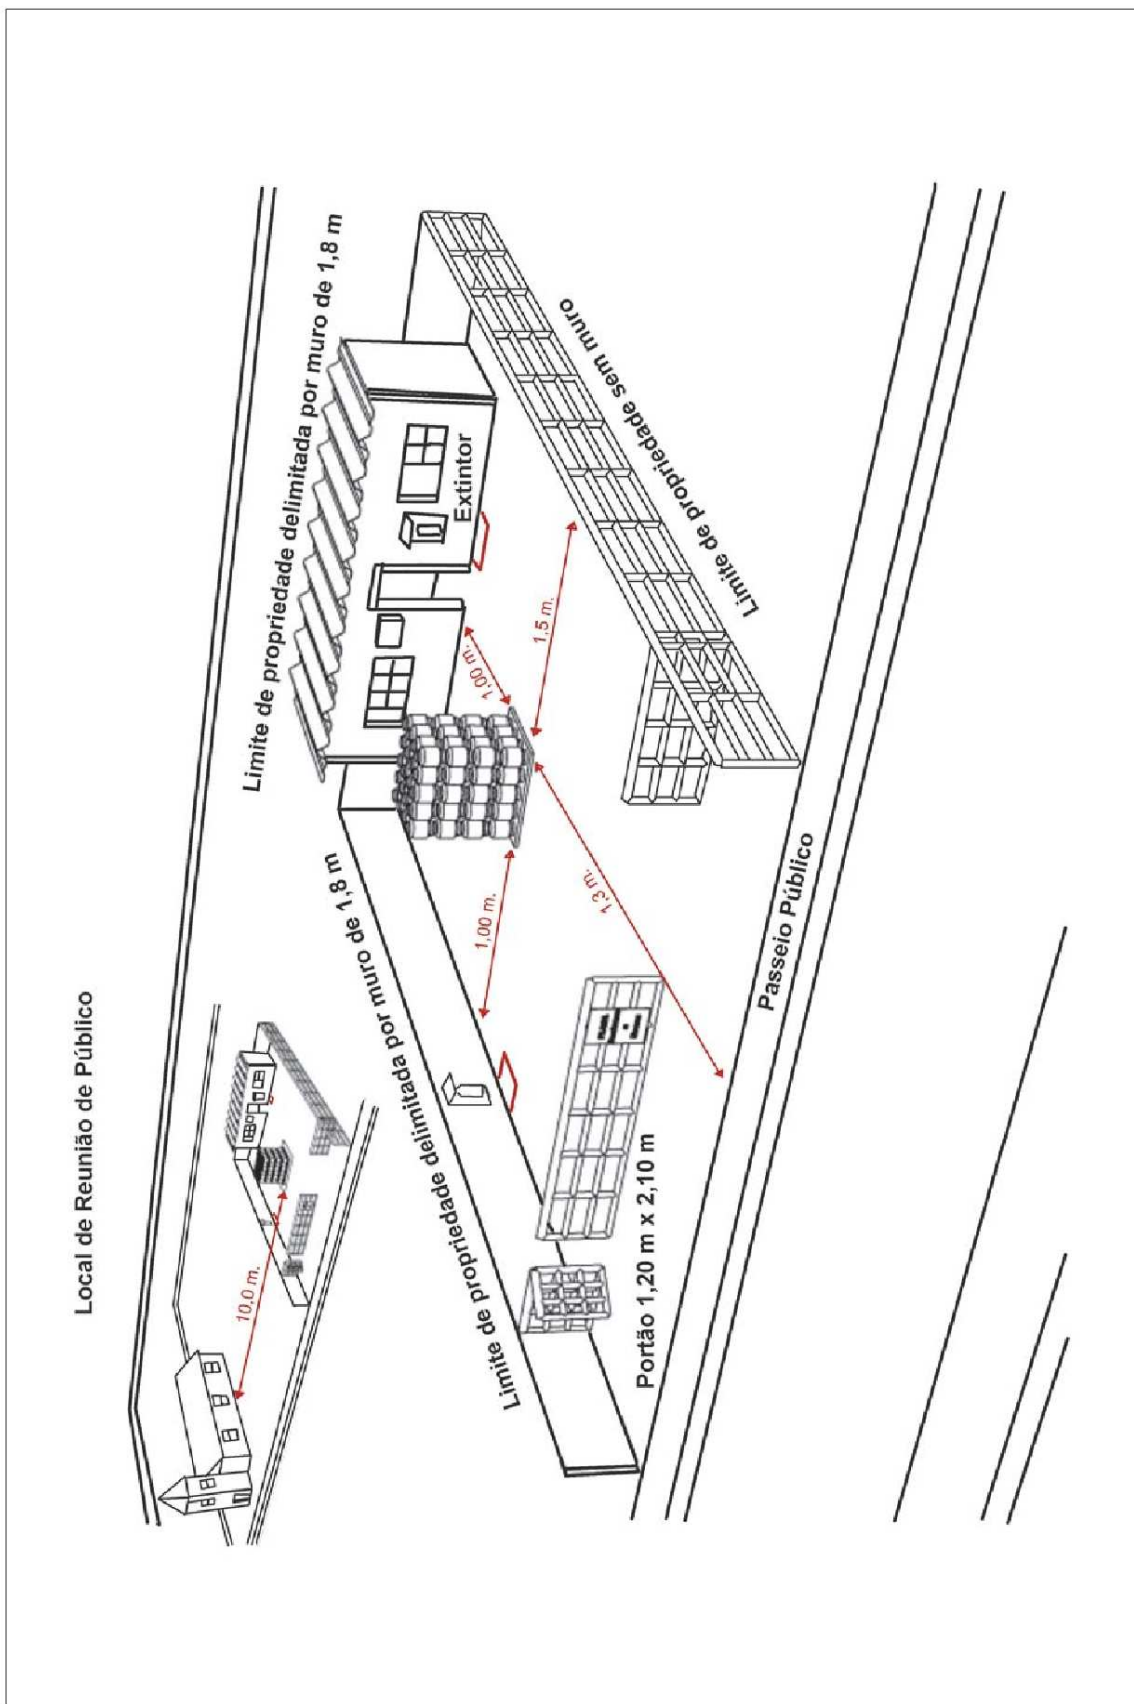 Local de Reunião de Público
10,0 m.
Limite de propriedade delimitada por muro de 1,8 m
Limite de propriedade delimitada por muro de 1,8 m
Extintor
1,00 m.
1,5 m.
1,00 m.
1,3 m.
Limite de propriedade sem muro
Portão 1,20 m x 2,10 m
Passeio Público